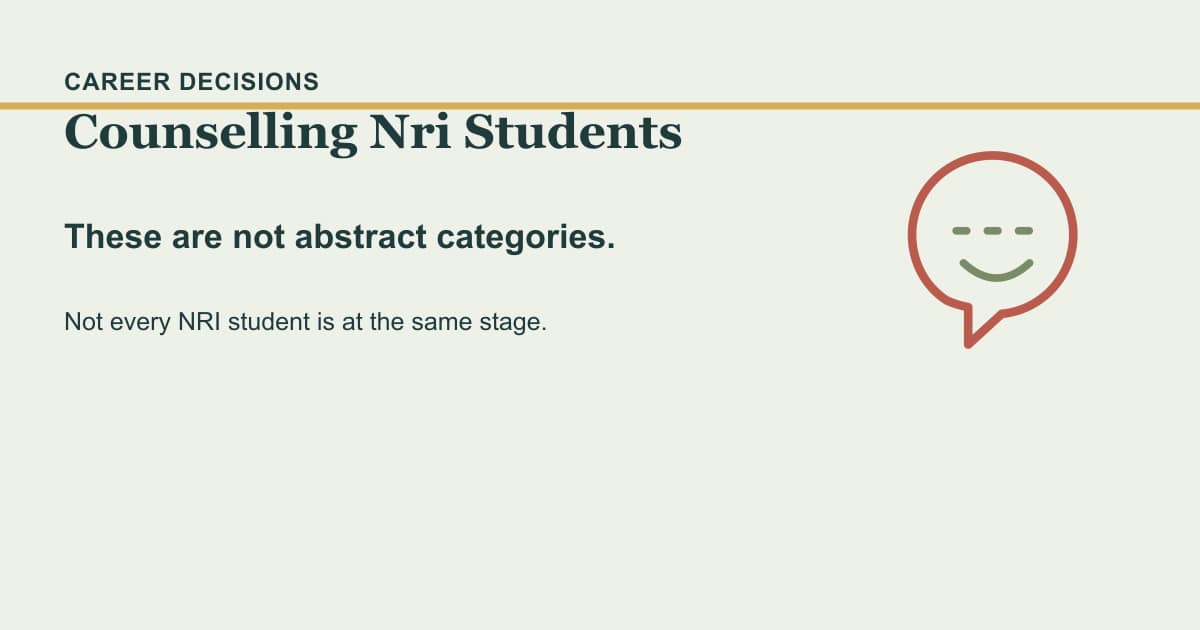 CAREER DECISIONS
Counselling Nri Students
These are not abstract categories.
Not every NRI student is at the same stage.